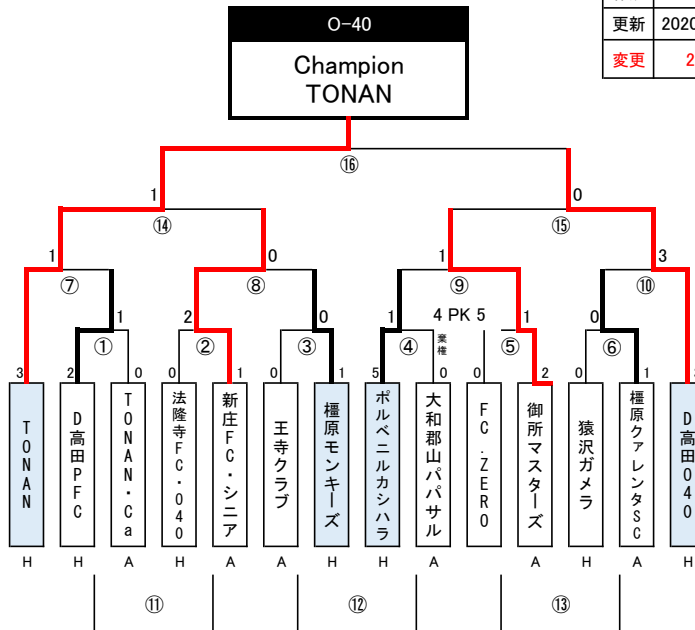 O-40
Champion
TONAN
更新 2020
変更 2
⑯
1 0
⑭ ⑮
1 0 1 3
⑦ ⑧ ⑨ ⑩
4 PK 5
1 2 0 1 1 0
① ② ③ ④ ⑤ ⑥
棄権
3 2 0 0 1 0 1 5 0 0 2 0 1
TONAN
D高田PFC
TONAN・Ca
法隆寺FC・O40
新庄FC・シニア
王寺クラブ
橿原モンキーズ
ポルベニルカシハラ
大和郡山パパサル
FC.ZERO
御所マスターズ
猿沢ガメラ
橿原クァレンタSC
D高田O40
H H A H A A H H A A A H A H
⑪ ⑫ ⑬